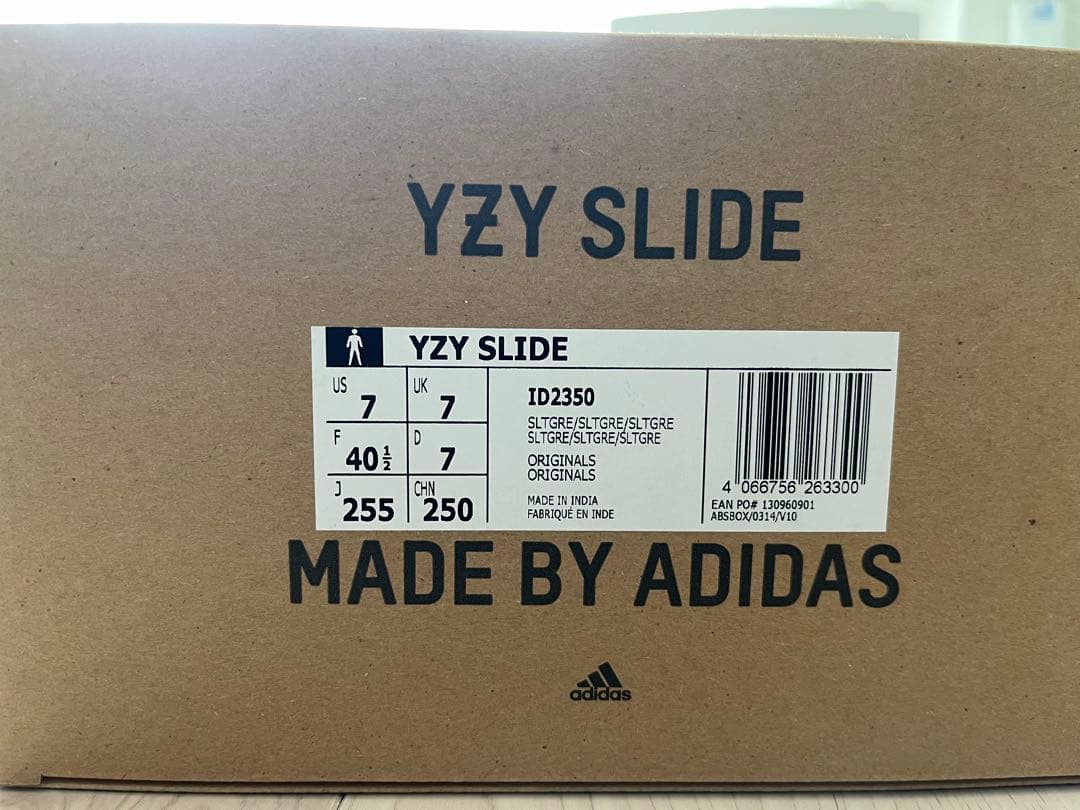 YZY SLIDE
YZY SLIDE
US 7 UK 7
F 40½ D 7
J 255 CHN 250
ID2350
SLTGRE/SLTGRE/SLTGRE
SLTGRE/SLTGRE/SLTGRE
ORIGINALS
ORIGINALS
MADE IN INDIA
FABRIQUÉ EN INDE
4 066756 263300
EAN PO# 130960901
ABSBOX/0314/V10
MADE BY ADIDAS
adidas